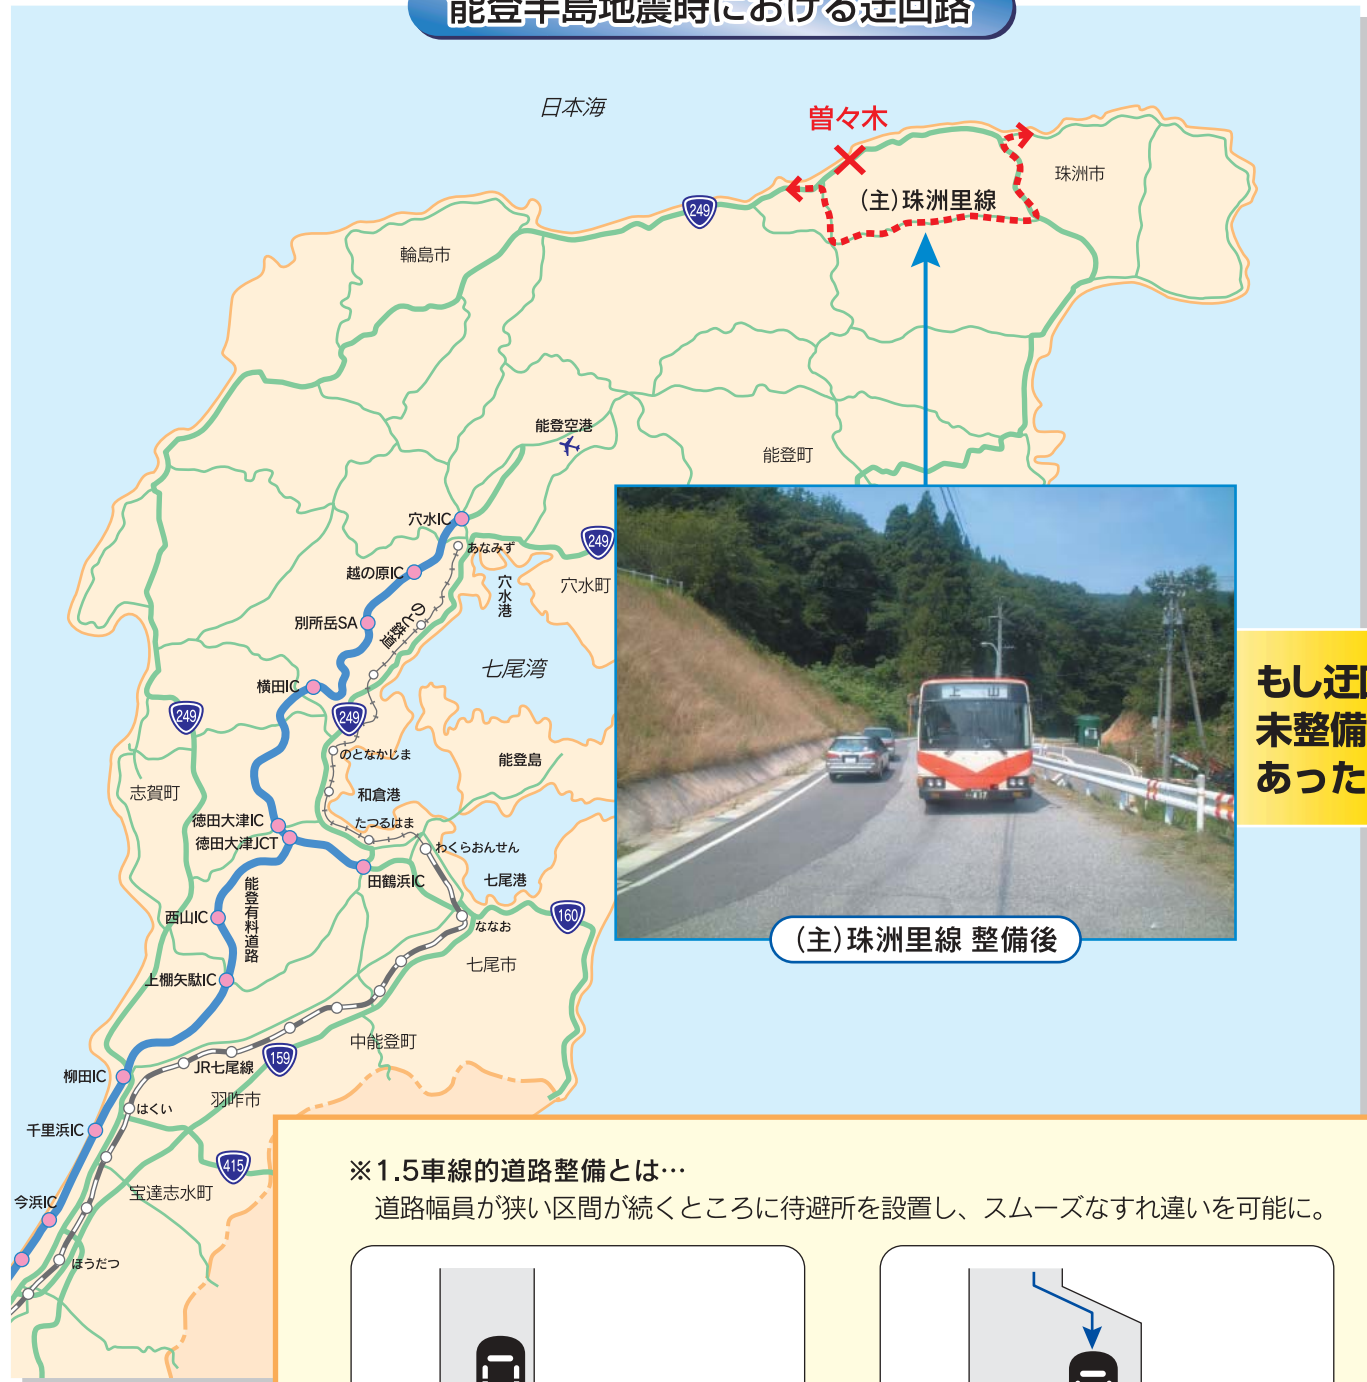 能登半島地震時における迂回路
日本海
曽々木
珠洲市
(主)珠洲里線
249
輪島市
能登空港
能登町
穴水IC
あなみず
249
越の原IC
穴水港
穴水町
別所岳SA
のと鉄道
七尾湾
横田IC
249
249
のとなかじま
能登島
志賀町
和倉港
徳田大津IC
たつるはま
徳田大津JCT
わくらおんせん
田鶴浜IC
七尾港
能登有料道路
西山IC
160
ななお
七尾市
上棚矢駄IC
中能登町
159
JR七尾線
柳田IC
羽咋市
はくい
千里浜IC
415
宝達志水町
今浜IC
ほうだつ
上山
(主)珠洲里線 整備後
もし迂
未整備
あった
※1.5車線的道路整備とは…
道路幅員が狭い区間が続くところに待避所を設置し、スムーズなすれ違いを可能に。